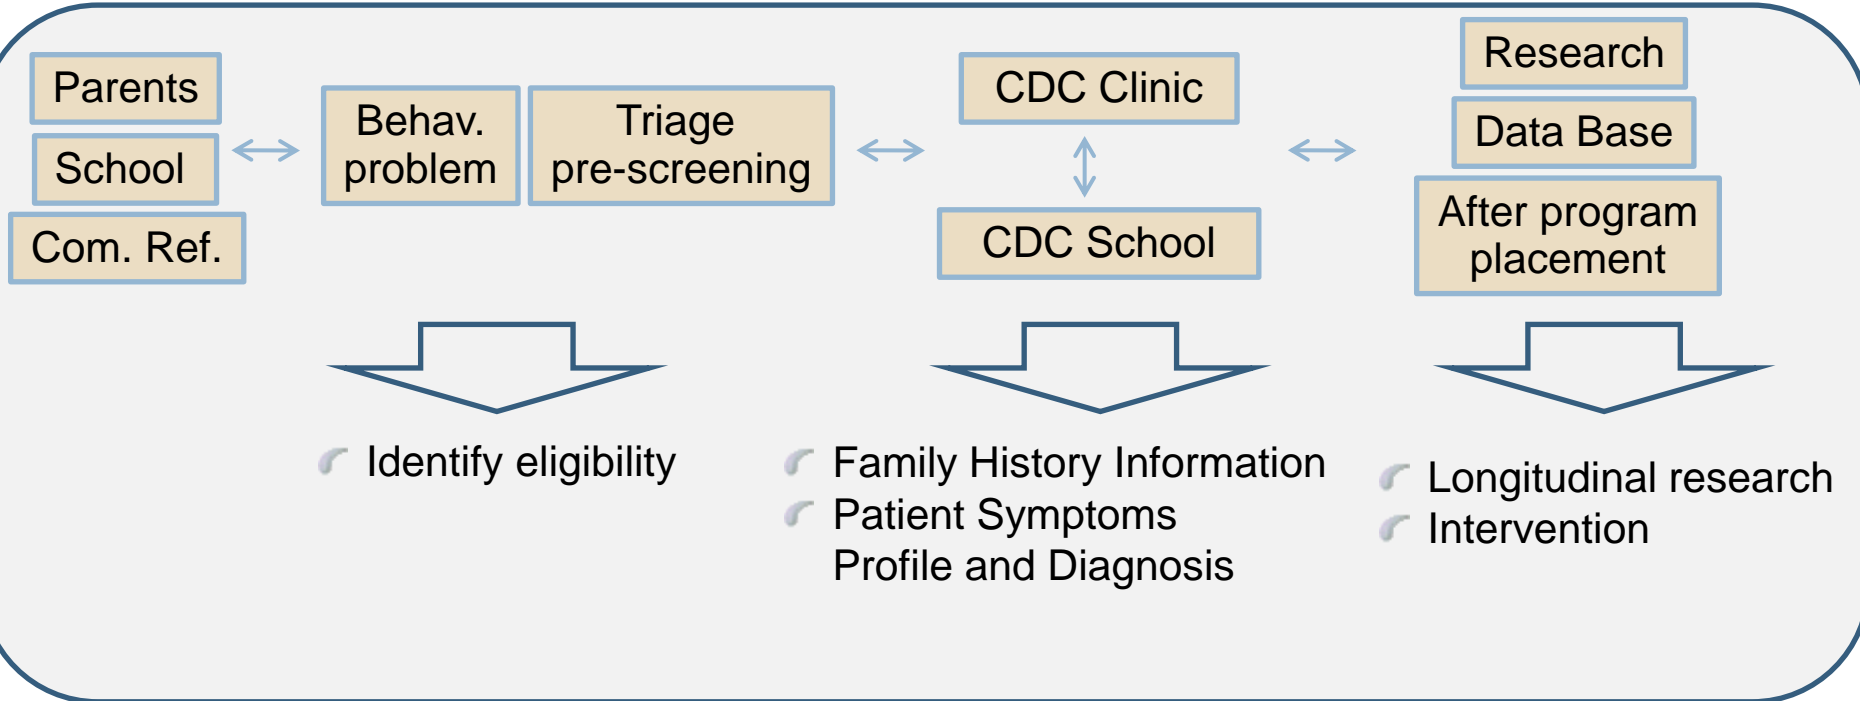 Parents
School
Com. Ref.
Behav.
problem
Triage
pre-screening
CDC Clinic
CDC School
Research
Data Base
After program
placement
Identify eligibility
Family History Information
Patient Symptoms
Profile and Diagnosis
Longitudinal research
Intervention